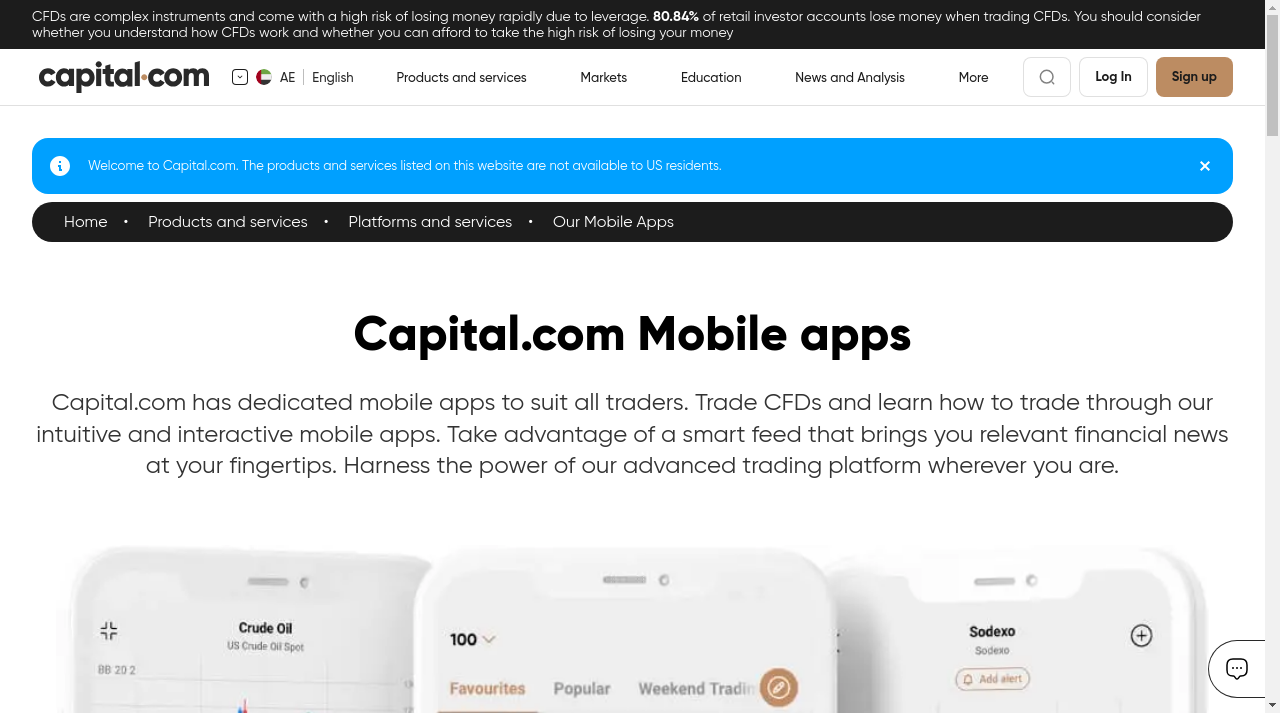 CFDs are complex instruments and come with a high risk of losing money rapidly due to leverage. 80.84% of retail investor accounts lose money when trading CFDs. You should consider
whether you understand how CFDs work and whether you can afford to take the high risk of losing your money
capital.com AE English Products and services Markets Education News and Analysis More Log In Sign up
Welcome to Capital.com. The products and services listed on this website are not available to US residents.
Home • Products and services • Platforms and services • Our Mobile Apps
Capital.com Mobile apps
Capital.com has dedicated mobile apps to suit all traders. Trade CFDs and learn how to trade through our
intuitive and interactive mobile apps. Take advantage of a smart feed that brings you relevant financial news
at your fingertips. Harness the power of our advanced trading platform wherever you are.
Crude Oil
US Crude Oil Spot
BB 20 2
100
Favourites Popular Weekend
Sodexo
Sodexo
Add alert